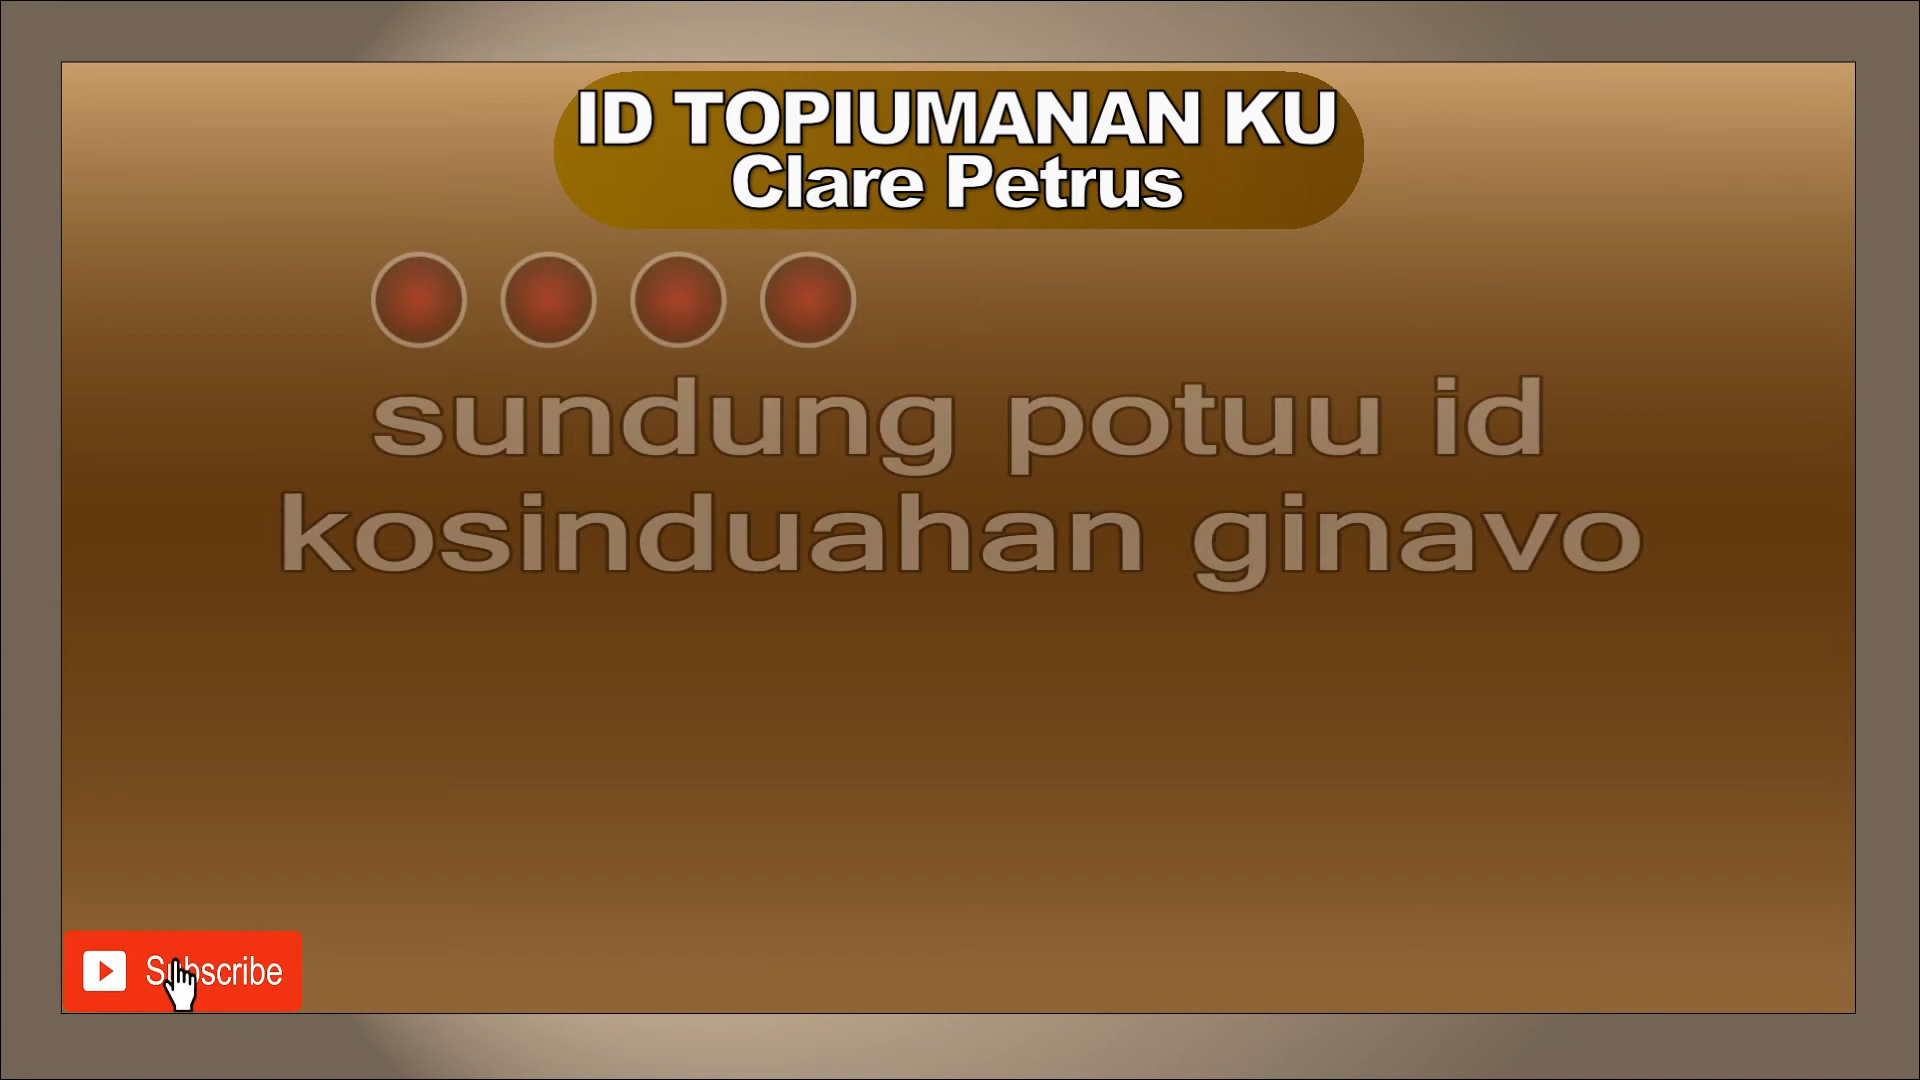 ID TOPIUMANAN KU
Clare Petrus
sundung potuu id
kosinduahan ginavo
Subscribe